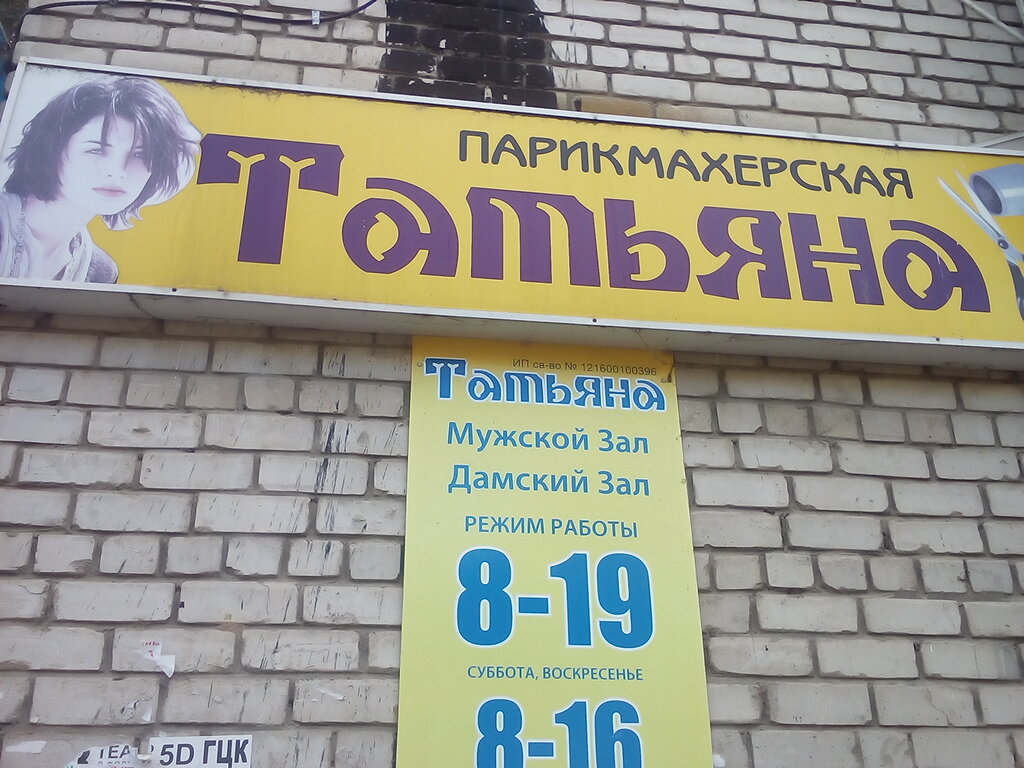 ПАРИКМАХЕРСКАЯ
Татьяна
ИП св-во № 121600100396
Татьяна
Мужской Зал
Дамский Зал
РЕЖИМ РАБОТЫ
8-19
СУББОТА, ВОСКРЕСЕНЬЕ
8-16
5D ГЦК